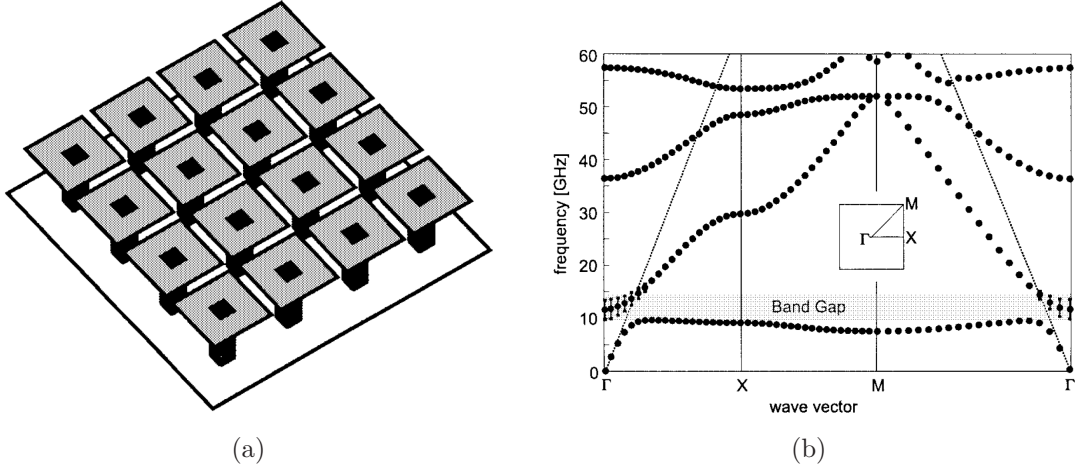 60
50
40
30
20
10
0
frequency [GHz]
M
Γ
X
Band Gap
Γ
X
M
Γ
wave vector
(a)
(b)